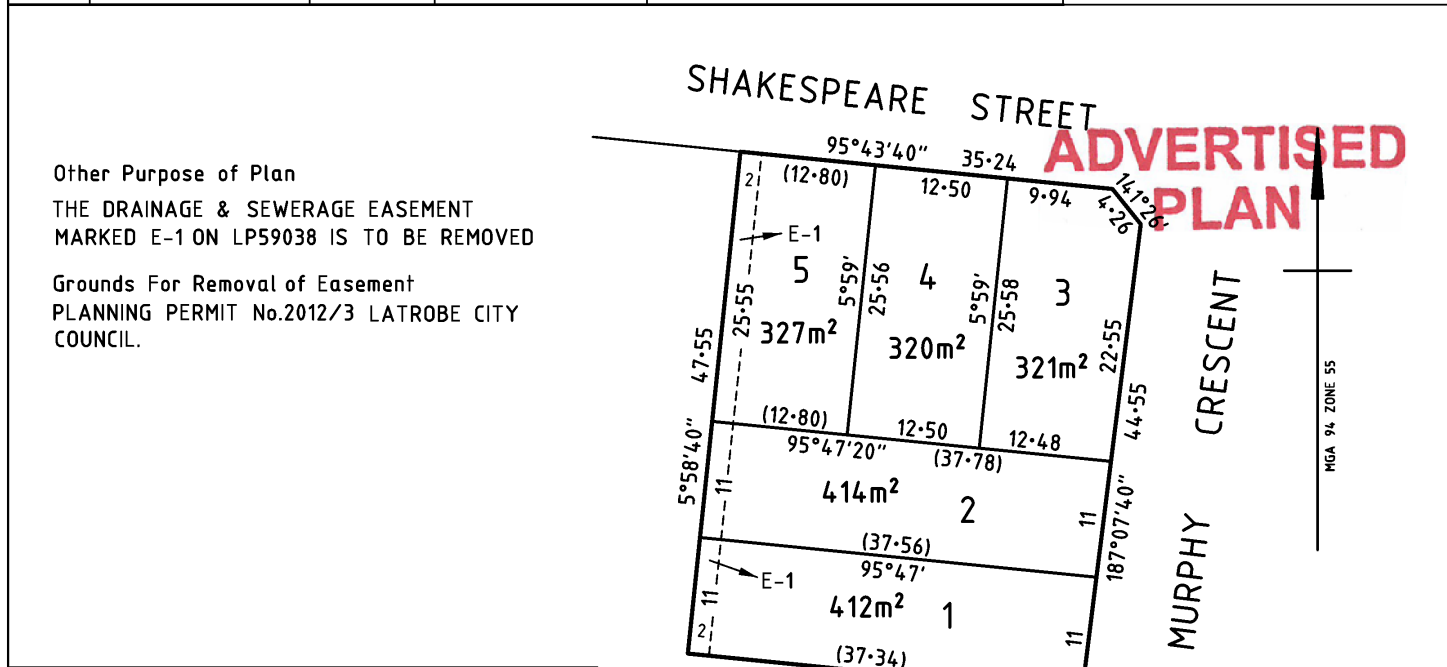 SHAKESPEARE STREET
ADVERTISED
PLAN
Other Purpose of Plan
THE DRAINAGE & SEWERAGE EASEMENT
MARKED E-1 ON LP59038 IS TO BE REMOVED
Grounds For Removal of Easement
PLANNING PERMIT No.2012/3 LATROBE CITY
COUNCIL.
95°43'40" 35·24
2 (12·80) 12·50 9·94
141°26'
4·26
E-1
5 4 3
5°59' 25·56
5°59' 25·58
25·55
47·55
327m²
320m²
321m²
22·55
44·55
CRESCENT
MURPHY
MGA 94 ZONE 55
(12·80) 12·50 12·48
95°47'20" (37·78)
5°58'40"
11 414m² 2 11
187°07'40"
(37·56)
95°47'
E-1
11 412m² 1 11
2
(37·34)